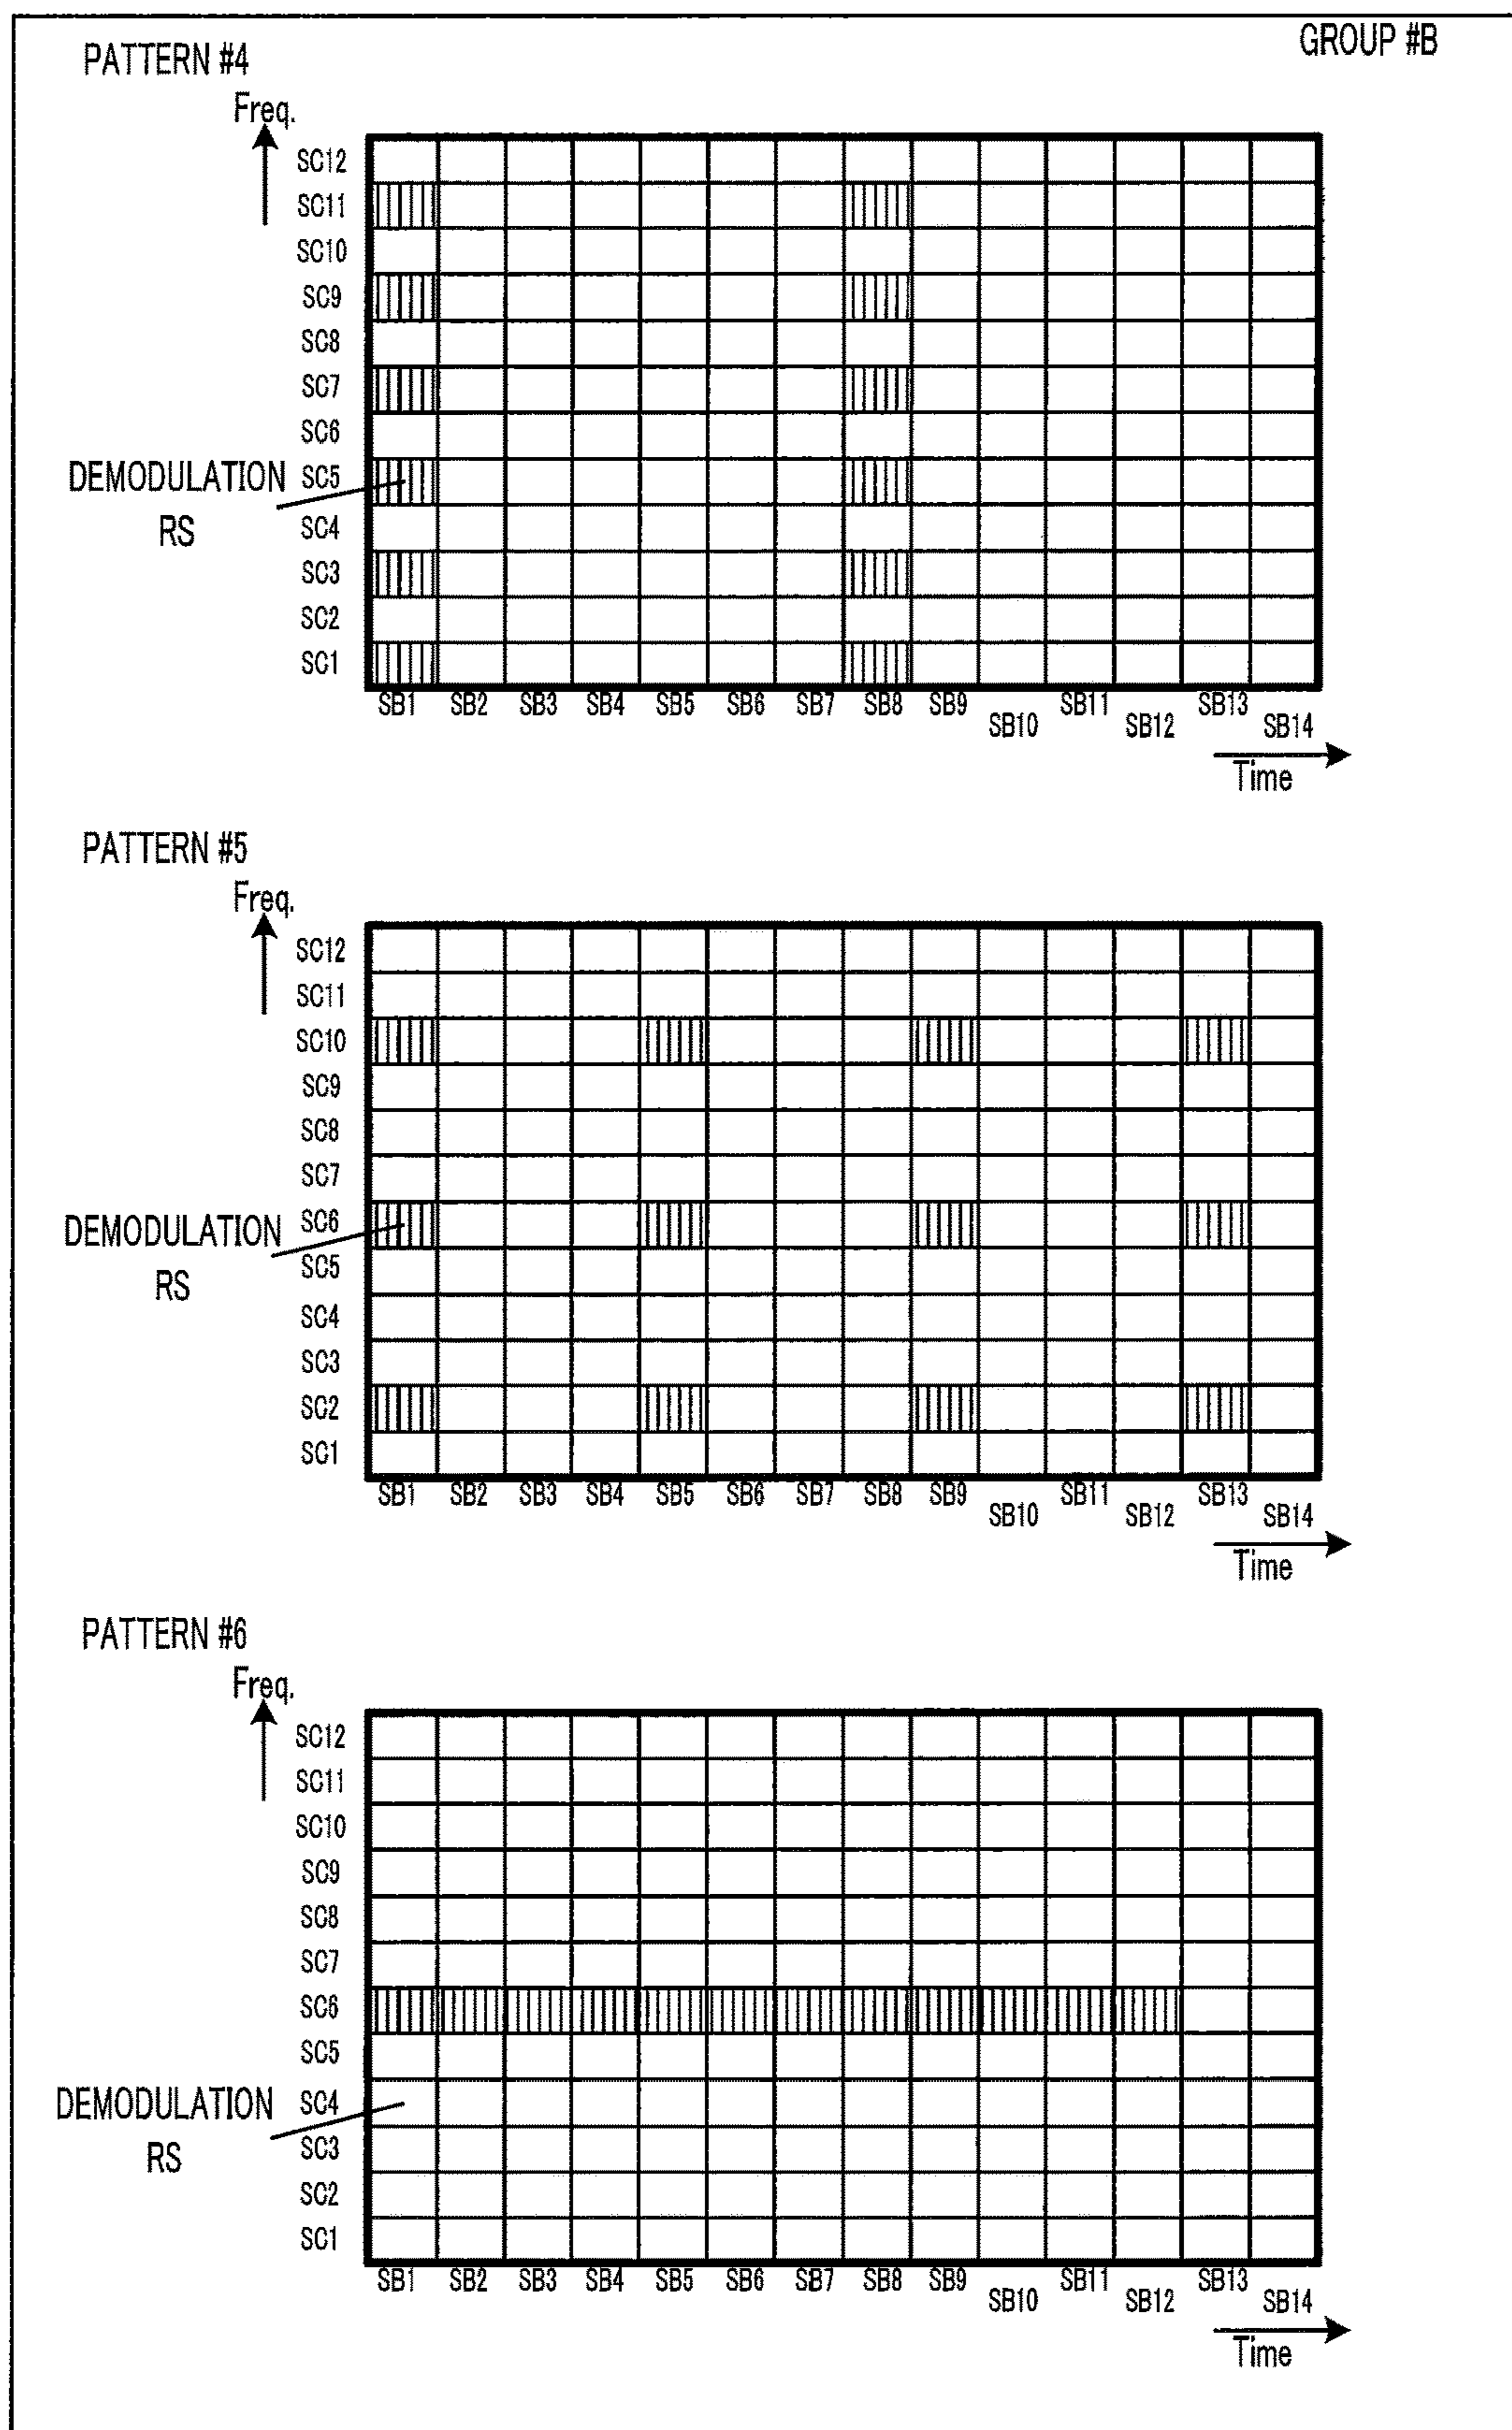 GROUP #B
PATTERN #4
Freq.
SC12
SC11
SC10
SC9
SC8
SC7
SC6
DEMODULATION RS
SC5
SC4
SC3
SC2
SC1
SB1 SB2 SB3 SB4 SB5 SB6 SB7 SB8 SB9 SB10 SB11 SB12 SB13 SB14
Time
PATTERN #5
Freq.
SC12
SC11
SC10
SC9
SC8
SC7
DEMODULATION RS
SC6
SC5
SC4
SC3
SC2
SC1
SB1 SB2 SB3 SB4 SB5 SB6 SB7 SB8 SB9 SB10 SB11 SB12 SB13 SB14
Time
PATTERN #6
Freq.
SC12
SC11
SC10
SC9
SC8
SC7
SC6
SC5
DEMODULATION RS
SC4
SC3
SC2
SC1
SB1 SB2 SB3 SB4 SB5 SB6 SB7 SB8 SB9 SB10 SB11 SB12 SB13 SB14
Time